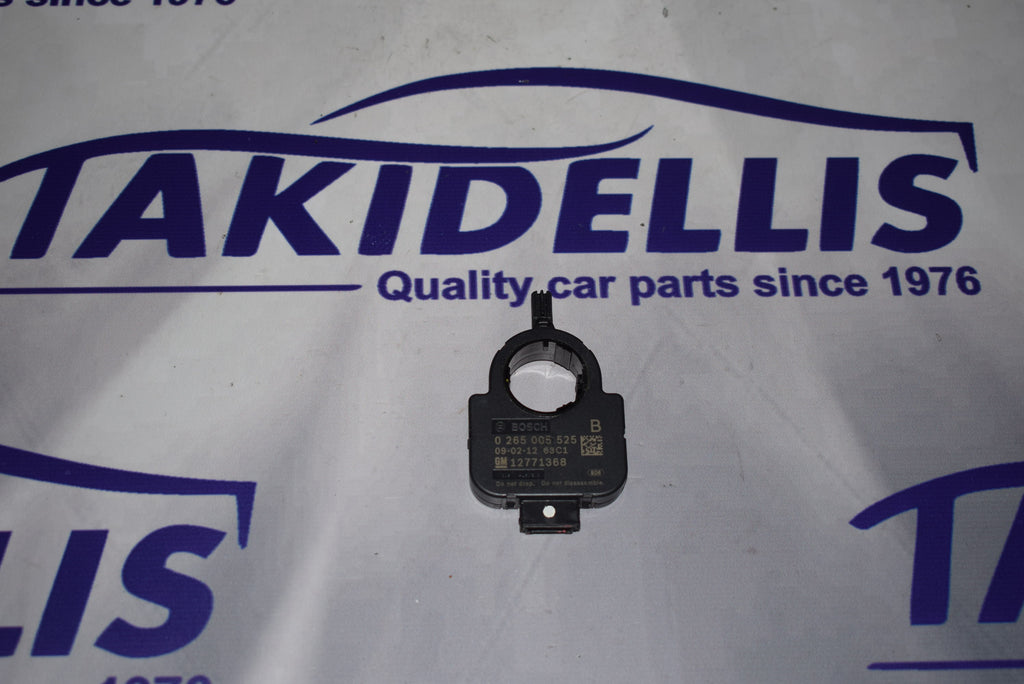 s since 1976
TAKIDELLIS
Quality car parts since 1976
BOSCH
B
0 265 005 525
09-02-12 63C1
GM 12771368
Do not drop. Do not disassemble.
LIS
TA
1976